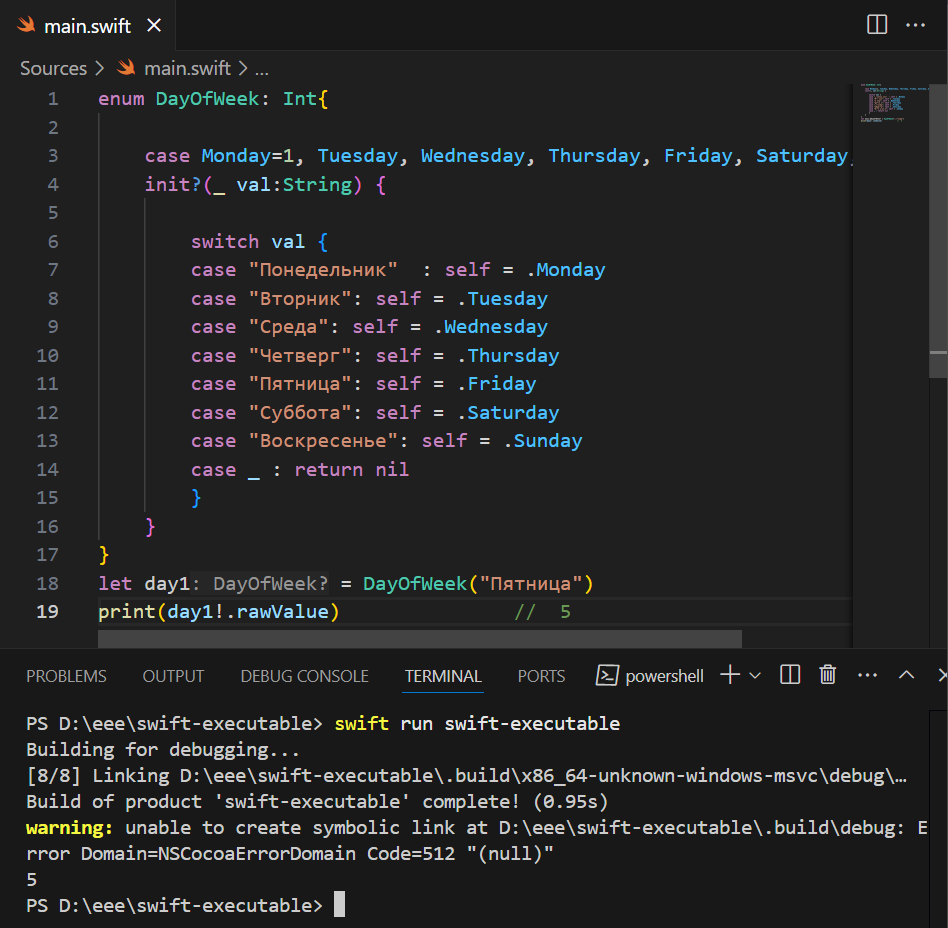 main.swift
Sources > main.swift > ...
1 enum DayOfWeek: Int{
2
3 case Monday=1, Tuesday, Wednesday, Thursday, Friday, Saturday,
4 init?(_ val:String) {
5
6 switch val {
7 case "Понедельник"  : self = .Monday
8 case "Вторник": self = .Tuesday
9 case "Среда": self = .Wednesday
10 case "Четверг": self = .Thursday
11 case "Пятница": self = .Friday
12 case "Суббота": self = .Saturday
13 case "Воскресенье": self = .Sunday
14 case _ : return nil
15 }
16 }
17 }
18 let day1: DayOfWeek? = DayOfWeek("Пятница")
19 print(day1!.rawValue) // 5
PROBLEMS OUTPUT DEBUG CONSOLE TERMINAL PORTS powershell
PS D:\eee\swift-executable> swift run swift-executable
Building for debugging...
[8/8] Linking D:\eee\swift-executable\.build\x86_64-unknown-windows-msvc\debug\…
Build of product 'swift-executable' complete! (0.95s)
warning: unable to create symbolic link at D:\eee\swift-executable\.build\debug: E
rror Domain=NSCocoaErrorDomain Code=512 "(null)"
5
PS D:\eee\swift-executable>